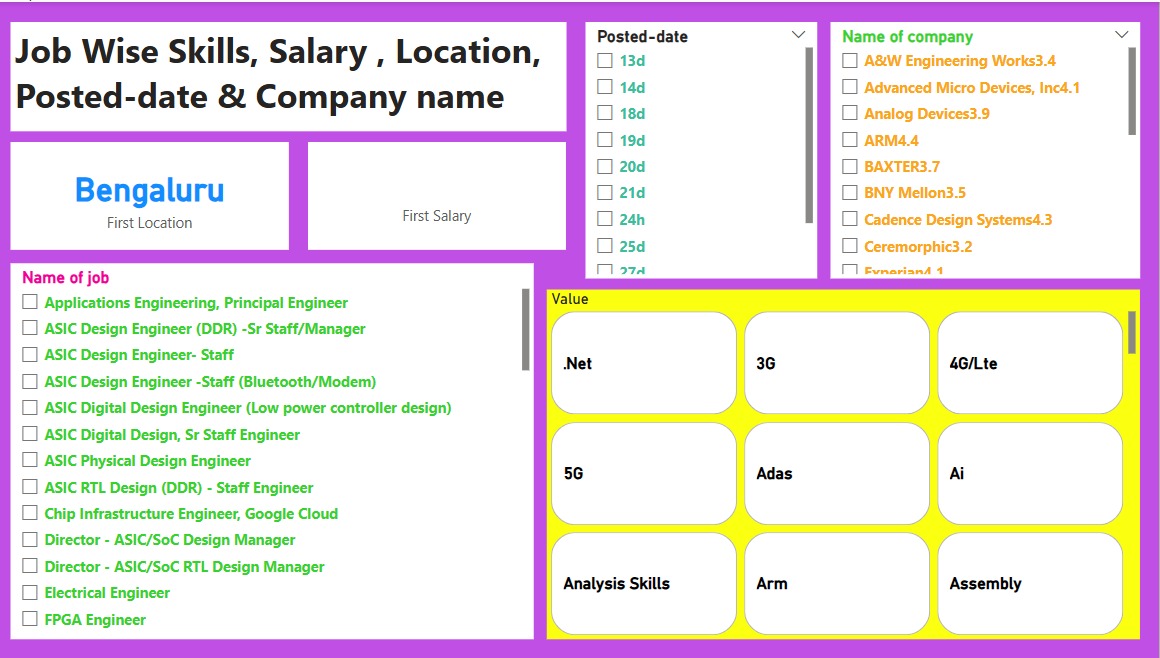 Job Wise Skills, Salary , Location,
Posted-date & Company name
Bengaluru
First Location
First Salary
Posted-date
13d
14d
18d
19d
20d
21d
24h
25d
27d
Name of company
A&W Engineering Works3.4
Advanced Micro Devices, Inc4.1
Analog Devices3.9
ARM4.4
BAXTER3.7
BNY Mellon3.5
Cadence Design Systems4.3
Ceremorphic3.2
Experian4.1
Name of job
Applications Engineering, Principal Engineer
ASIC Design Engineer (DDR) -Sr Staff/Manager
ASIC Design Engineer- Staff
ASIC Design Engineer -Staff (Bluetooth/Modem)
ASIC Digital Design Engineer (Low power controller design)
ASIC Digital Design, Sr Staff Engineer
ASIC Physical Design Engineer
ASIC RTL Design (DDR) - Staff Engineer
Chip Infrastructure Engineer, Google Cloud
Director - ASIC/SoC Design Manager
Director - ASIC/SoC RTL Design Manager
Electrical Engineer
FPGA Engineer
Value
.Net
3G
4G/Lte
5G
Adas
Ai
Analysis Skills
Arm
Assembly